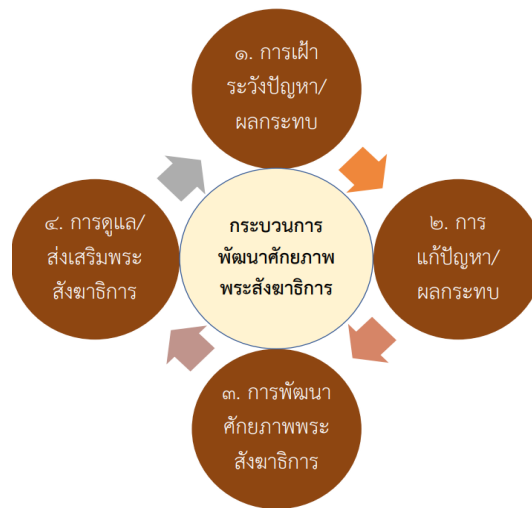 ๑. การเฝ้า
ระวังปัญหา/
ผลกระทบ
๔. การดูแล/
ส่งเสริมพระ
สังฆาธิการ
กระบวนการ
พัฒนาศักยภาพ
พระสังฆาธิการ
๒. การ
แก้ปัญหา/
ผลกระทบ
๓. การพัฒนา
ศักยภาพพระ
สังฆาธิการ